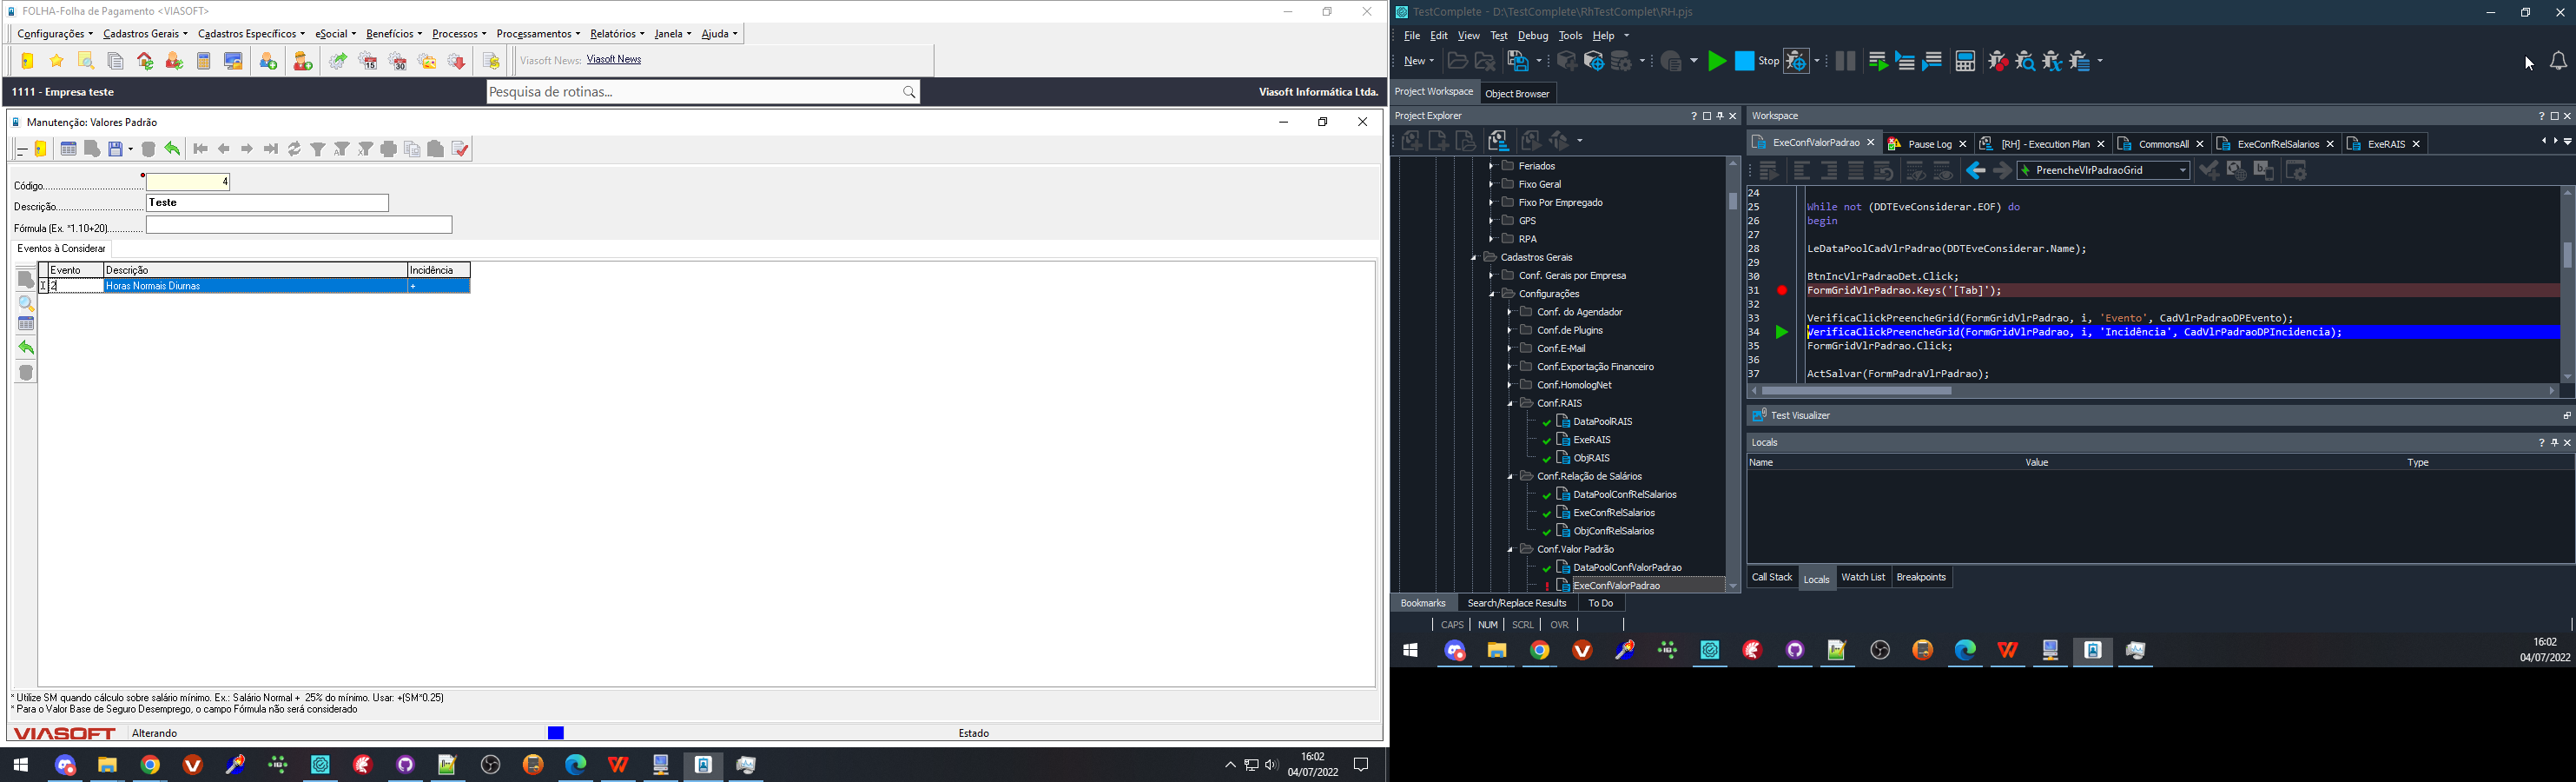 FOLHA-Folha de Pagamento <VIASOFT>
Configurações Cadastros Gerais Cadastros Específicos eSocial Benefícios Processos Processamentos Relatórios Janela Ajuda
Viasoft News: Viasoft News
1111 - Empresa teste
Pesquisa de rotinas...
Viasoft Informática Ltda.
Manutenção: Valores Padrão
Código
4
Descrição
Teste
Fórmula (Ex. *1.10+20)
Eventos à Considerar
Evento Descrição Incidência
2 Horas Normais Diurnas +
* Utilize SM quando cálculo sobre salário mínimo. Ex.: Salário Normal + 25% do mínimo. Usar: +(SM*0.25)
* Para o Valor Base de Seguro Desemprego, o campo Fórmula não será considerado
VIASOFT Alterando Estado
16:02
04/07/2022
TestComplete - D:\TestComplete\RhTestComplet\RH.pjs
File Edit View Test Debug Tools Help
New Stop
Project Workspace Object Browser
Project Explorer
Feriados
Fixo Geral
Fixo Por Empregado
GPS
RPA
Cadastros Gerais
Conf. Gerais por Empresa
Configurações
Conf. do Agendador
Conf.de Plugins
Conf.E-Mail
Conf.Exportação Financeiro
Conf.HomologNet
Conf.RAIS
DataPoolRAIS
ExeRAIS
ObjRAIS
Conf.Relação de Salários
DataPoolConfRelSalarios
ExeConfRelSalarios
ObjConfRelSalarios
Conf.Valor Padrão
DataPoolConfValorPadrao
ExeConfValorPadrao
Bookmarks Search/Replace Results To Do
CAPS NUM SCRL OVR
Workspace
ExeConfValorPadrao Pause Log [RH] - Execution Plan CommonsAll ExeConfRelSalarios ExeRAIS
PreencheVlrPadraoGrid
24
25 While not (DDTEveConsiderar.EOF) do
26 begin
27
28 LeDataPoolCadVlrPadrao(DDTEveConsiderar.Name);
29
30 BtnIncVlrPadraoDet.Click;
31 FormGridVlrPadrao.Keys('[Tab]');
32
33 VerificaClickPreencheGrid(FormGridVlrPadrao, i, 'Evento', CadVlrPadraoDPEvento);
34 VerificaClickPreencheGrid(FormGridVlrPadrao, i, 'Incidência', CadVlrPadraoDPIncidencia);
35 FormGridVlrPadrao.Click;
36
37 ActSalvar(FormPadraVlrPadrao);
Test Visualizer
Locals
Name Value Type
Call Stack Locals Watch List Breakpoints
16:02
04/07/2022